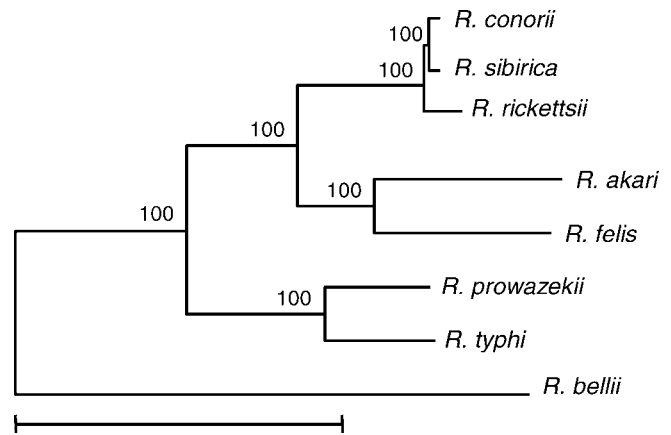 R. conorii
100
R. sibirica
100
R. rickettsii
100
R. akari
100
100
R. felis
R. prowazekii
100
R. typhi
R. bellii